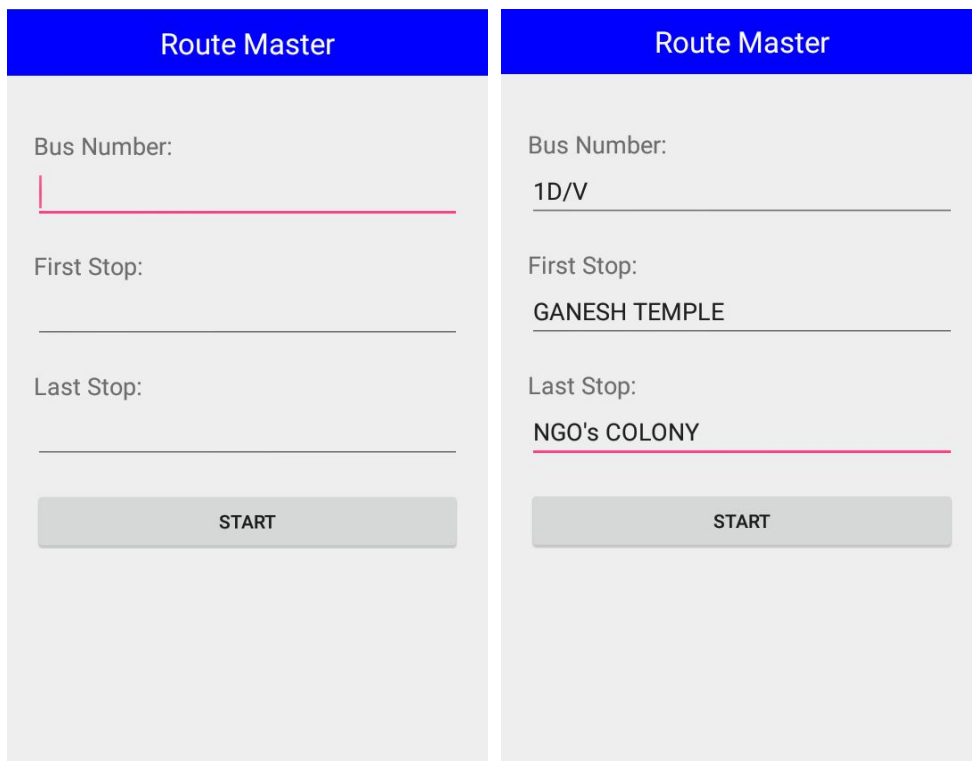 Route Master
Bus Number:
First Stop:
Last Stop:
START
Route Master
Bus Number:
1D/V
First Stop:
GANESH TEMPLE
Last Stop:
NGO's COLONY
START